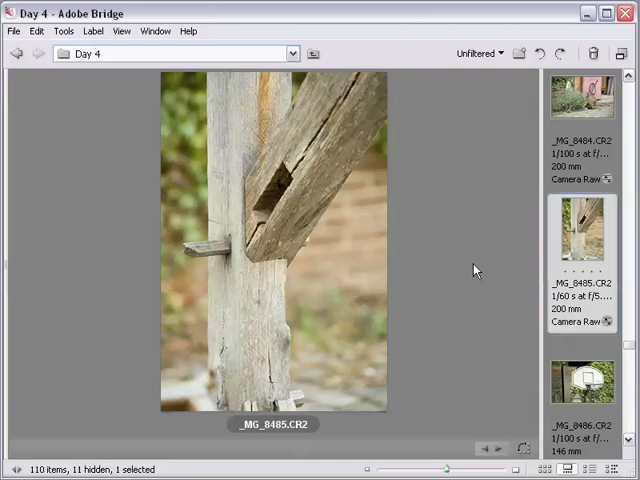 Day 4 - Adobe Bridge
File Edit Tools Label View Window Help
Day 4
Unfiltered
_MG_8484.CR2
1/100 s at f/...
200 mm
Camera Raw
_MG_8485.CR2
1/60 s at f/5....
200 mm
Camera Raw
_MG_8485.CR2
_MG_8486.CR2
1/100 s at f/...
146 mm
110 items, 11 hidden, 1 selected